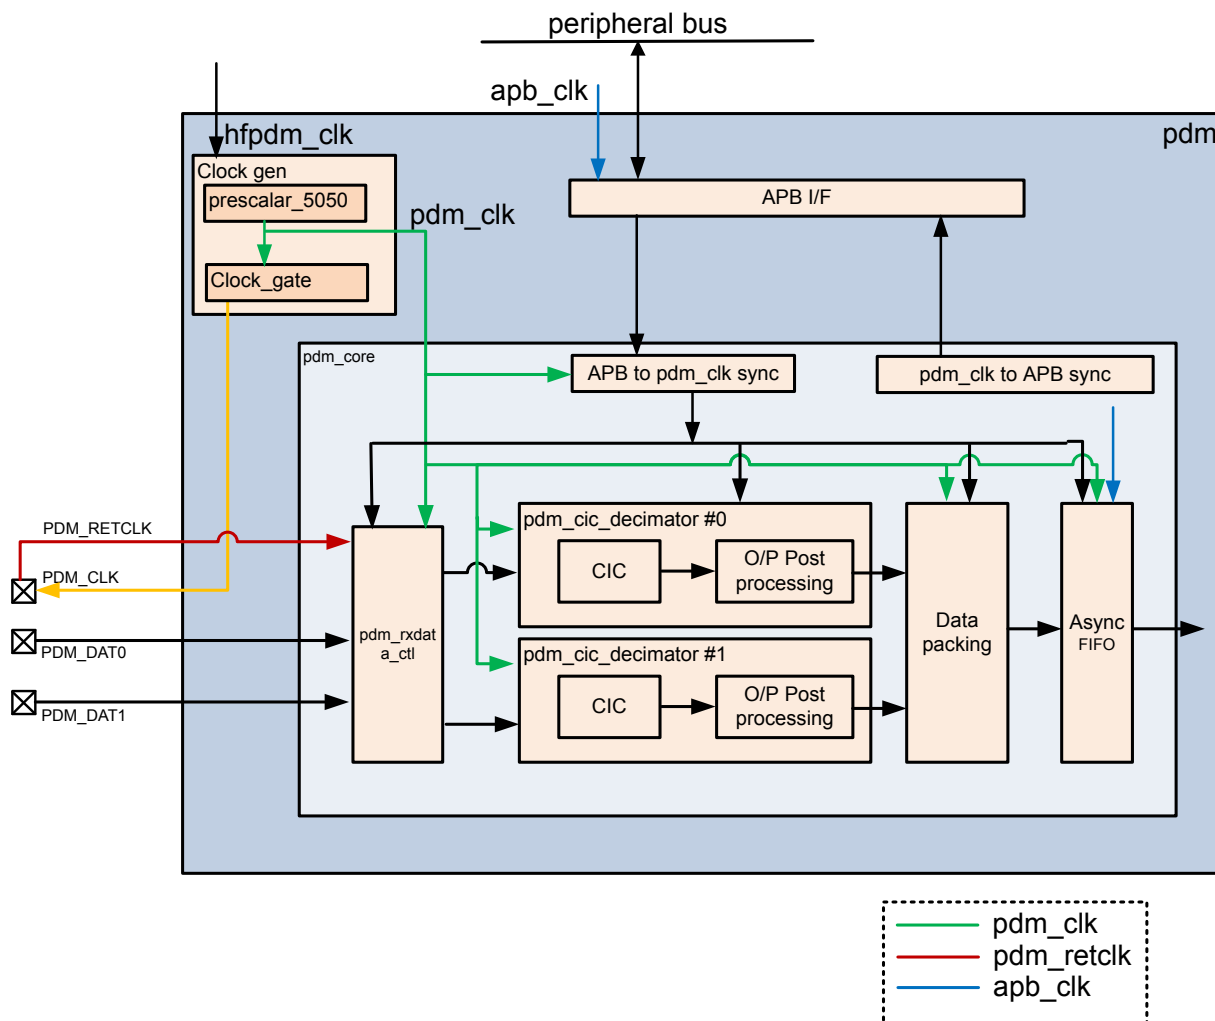 peripheral bus
apb_clk
hfpdm_clk
pdm
Clock gen
prescalar_5050
APB I/F
pdm_clk
Clock_gate
pdm_core
APB to pdm_clk sync
pdm_clk to APB sync
PDM_RETCLK
pdm_cic_decimator #0
CIC
O/P Post
processing
PDM_CLK
Data
packing
Async
FIFO
pdm_rxdat
a_ctl
PDM_DAT0
pdm_cic_decimator #1
CIC
O/P Post
processing
PDM_DAT1
pdm_clk
pdm_retclk
apb_clk